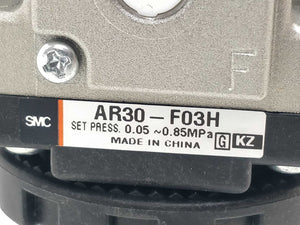 F
SMC
AR30-F03H
SET PRESS. 0.05 ~0.85MPa G KZ
MADE IN CHINA